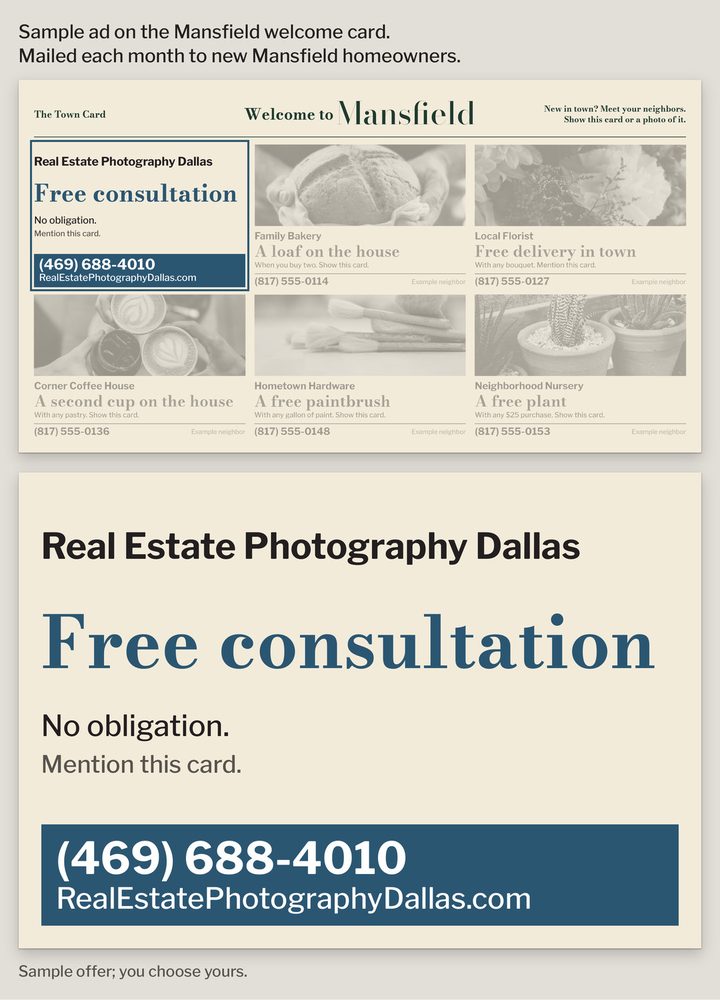 Sample ad on the Mansfield welcome card.
Mailed each month to new Mansfield homeowners.
The Town Card
Welcome to Mansfield
New in town? Meet your neighbors.
Show this card or a photo of it.
Real Estate Photography Dallas
Free consultation
No obligation.
Mention this card.
(469) 688-4010
RealEstatePhotographyDallas.com
Family Bakery
A loaf on the house
When you buy two. Show this card.
(817) 555-0114
Example neighbor
Local Florist
Free delivery in town
With any bouquet. Mention this card.
(817) 555-0127
Example neighbor
Corner Coffee House
A second cup on the house
With any pastry. Show this card.
(817) 555-0136
Example neighbor
Hometown Hardware
A free paintbrush
With any gallon of paint. Show this card.
(817) 555-0148
Example neighbor
Neighborhood Nursery
A free plant
With any $25 purchase. Show this card.
(817) 555-0153
Example neighbor
Real Estate Photography Dallas
Free consultation
No obligation.
Mention this card.
(469) 688-4010
RealEstatePhotographyDallas.com
Sample offer; you choose yours.